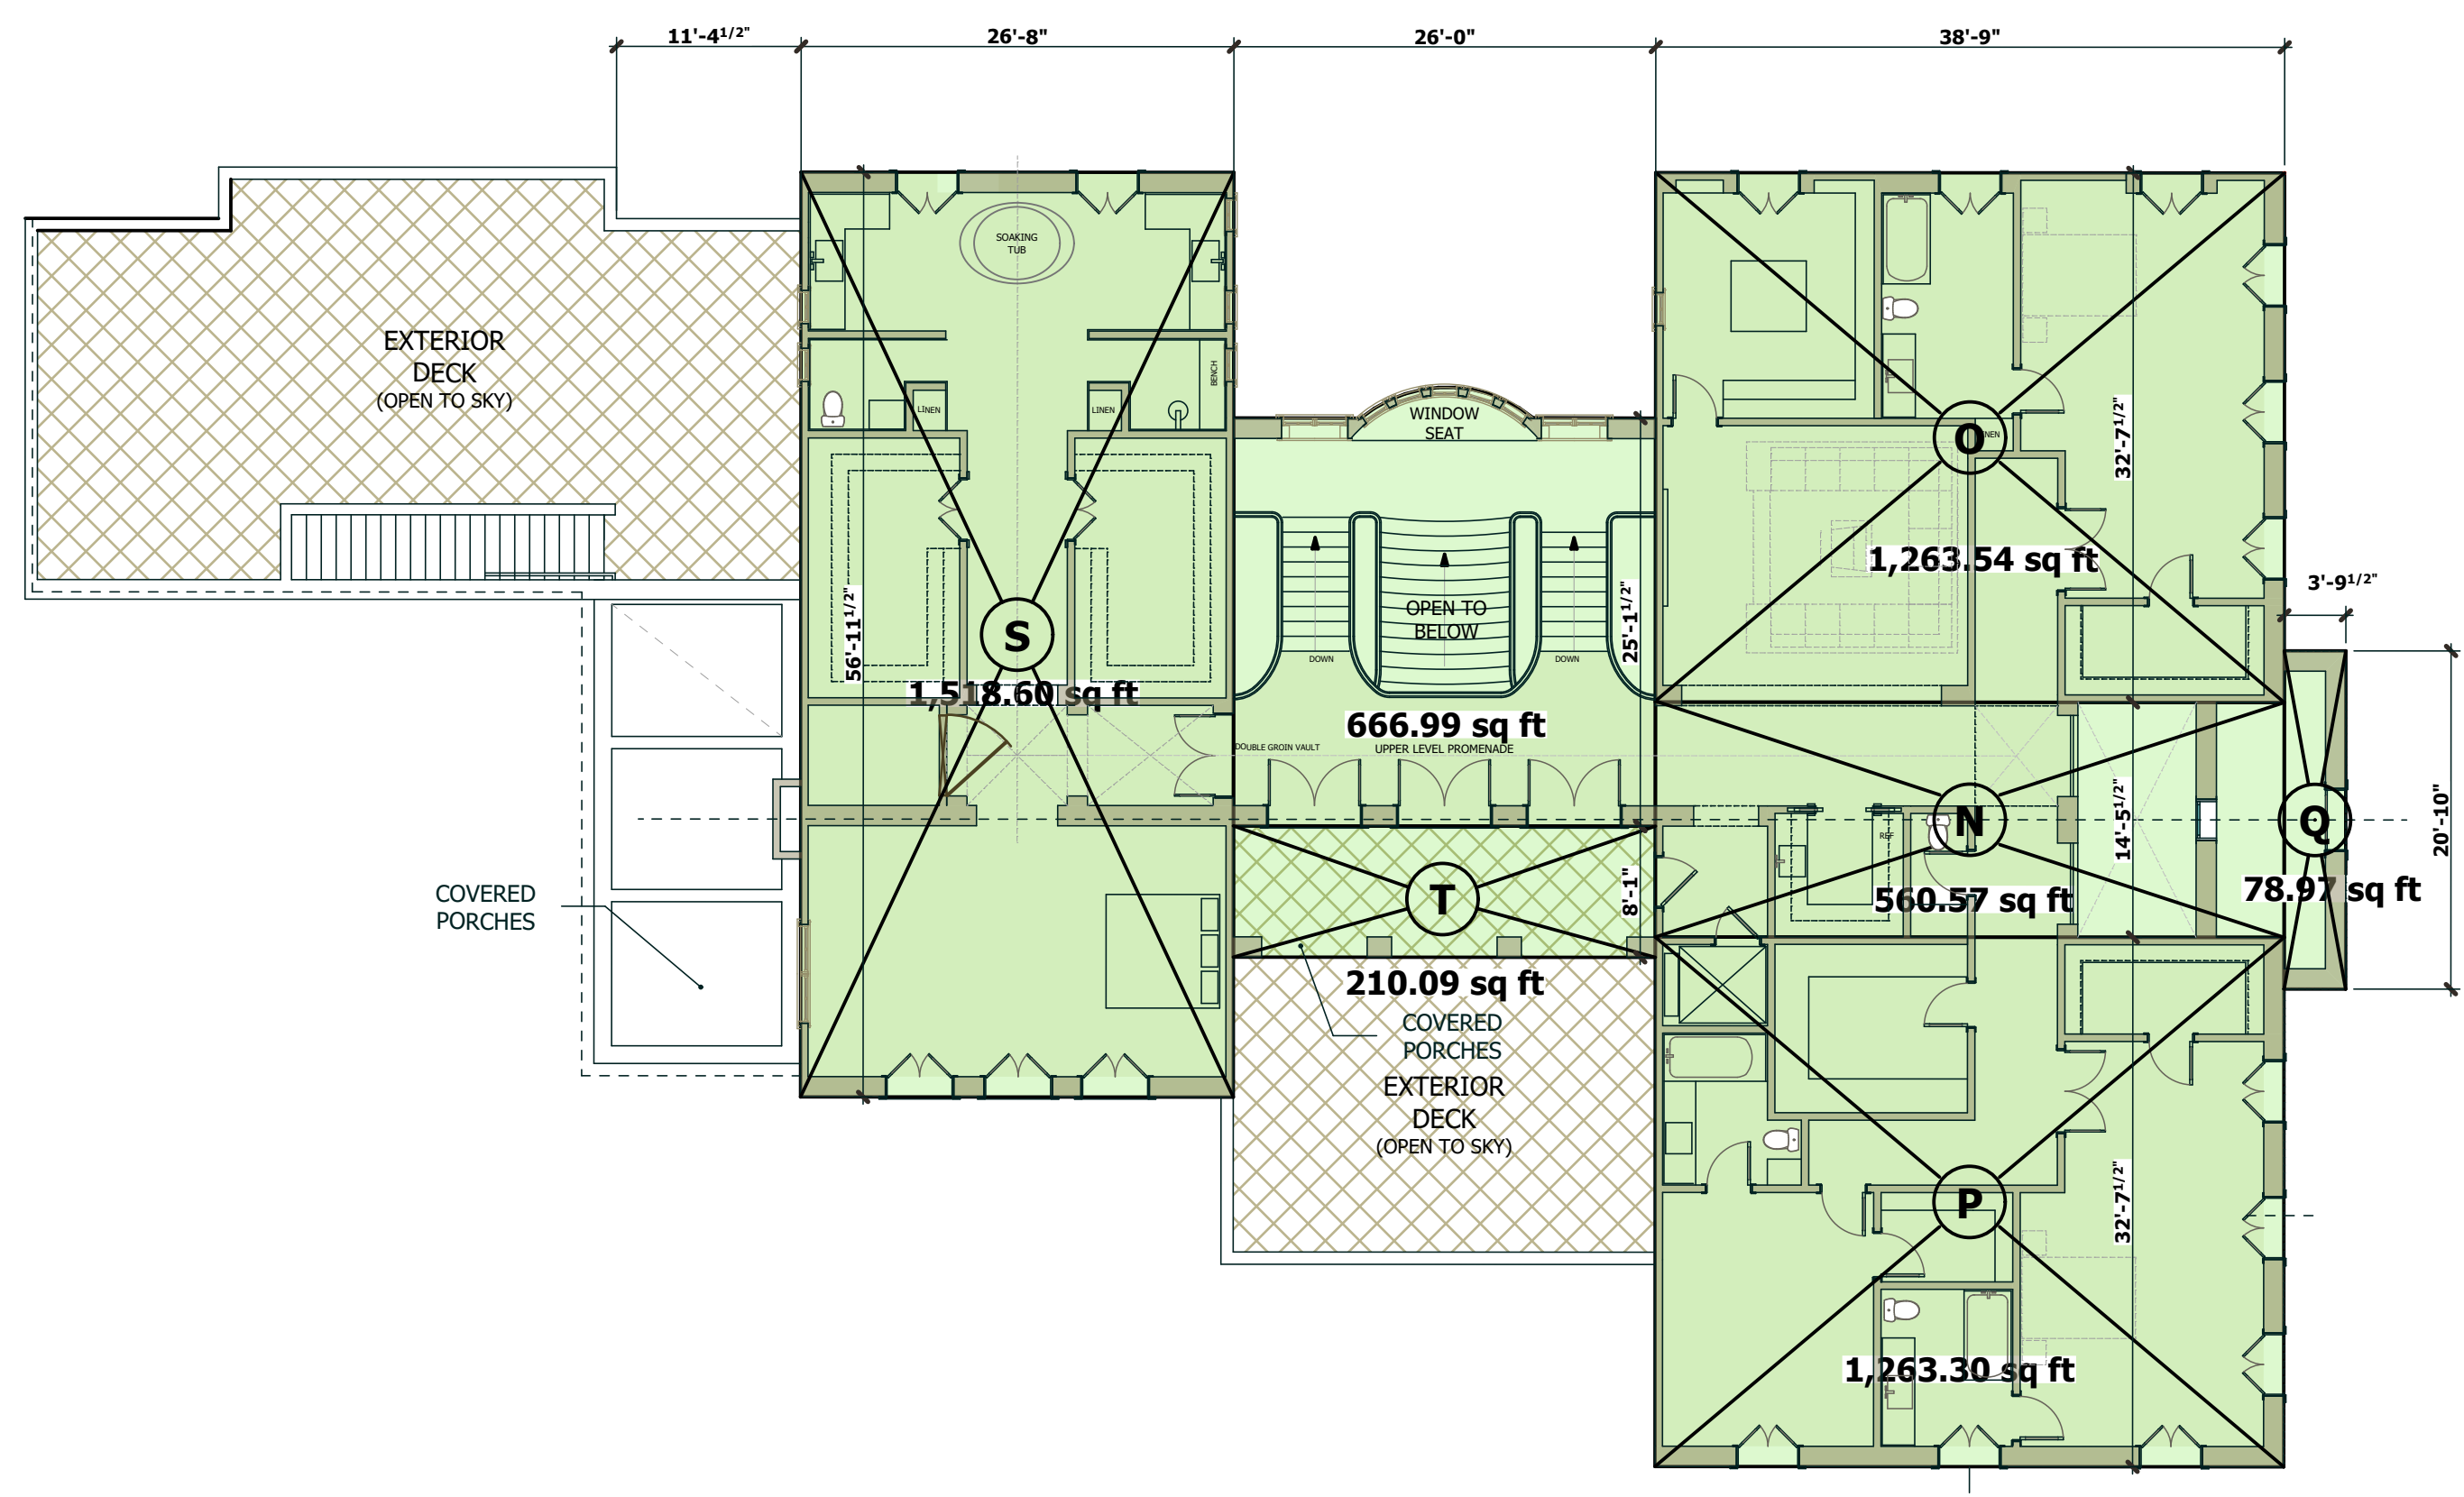 11'-4 1/2"
26'-8"
26'-0"
38'-9"
SOAKING
TUB
EXTERIOR
DECK
(OPEN TO SKY)
BENCH
LINEN
LINEN
WINDOW
SEAT
O
32'-7 1/2"
1,263.54 sq ft
3'-9 1/2"
S
56'-11 1/2"
1,518.60 sq ft
OPEN TO
BELOW
25'-1 1/2"
DOWN
DOWN
666.99 sq ft
DOUBLE GROIN VAULT
UPPER LEVEL PROMENADE
N
REF
14'-5 1/2"
560.57 sq ft
Q
20'-10"
78.97 sq ft
COVERED
PORCHES
T
8'-1"
210.09 sq ft
COVERED
PORCHES
EXTERIOR
DECK
(OPEN TO SKY)
P
32'-7 1/2"
1,263.30 sq ft